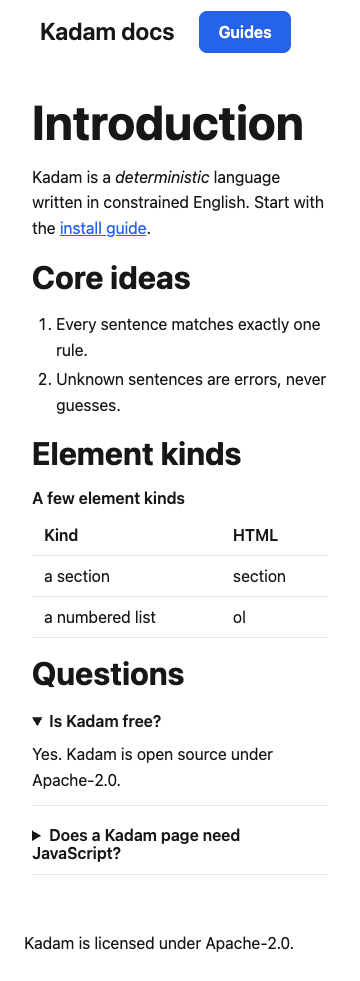 Kadam docs
Guides
Introduction
Kadam is a deterministic language
written in constrained English. Start with
the install guide.
Core ideas
1. Every sentence matches exactly one
rule.
2. Unknown sentences are errors, never
guesses.
Element kinds
A few element kinds
Kind HTML
a section section
a numbered list ol
Questions
Is Kadam free?
Yes. Kadam is open source under
Apache-2.0.
Does a Kadam page need
JavaScript?
Kadam is licensed under Apache-2.0.